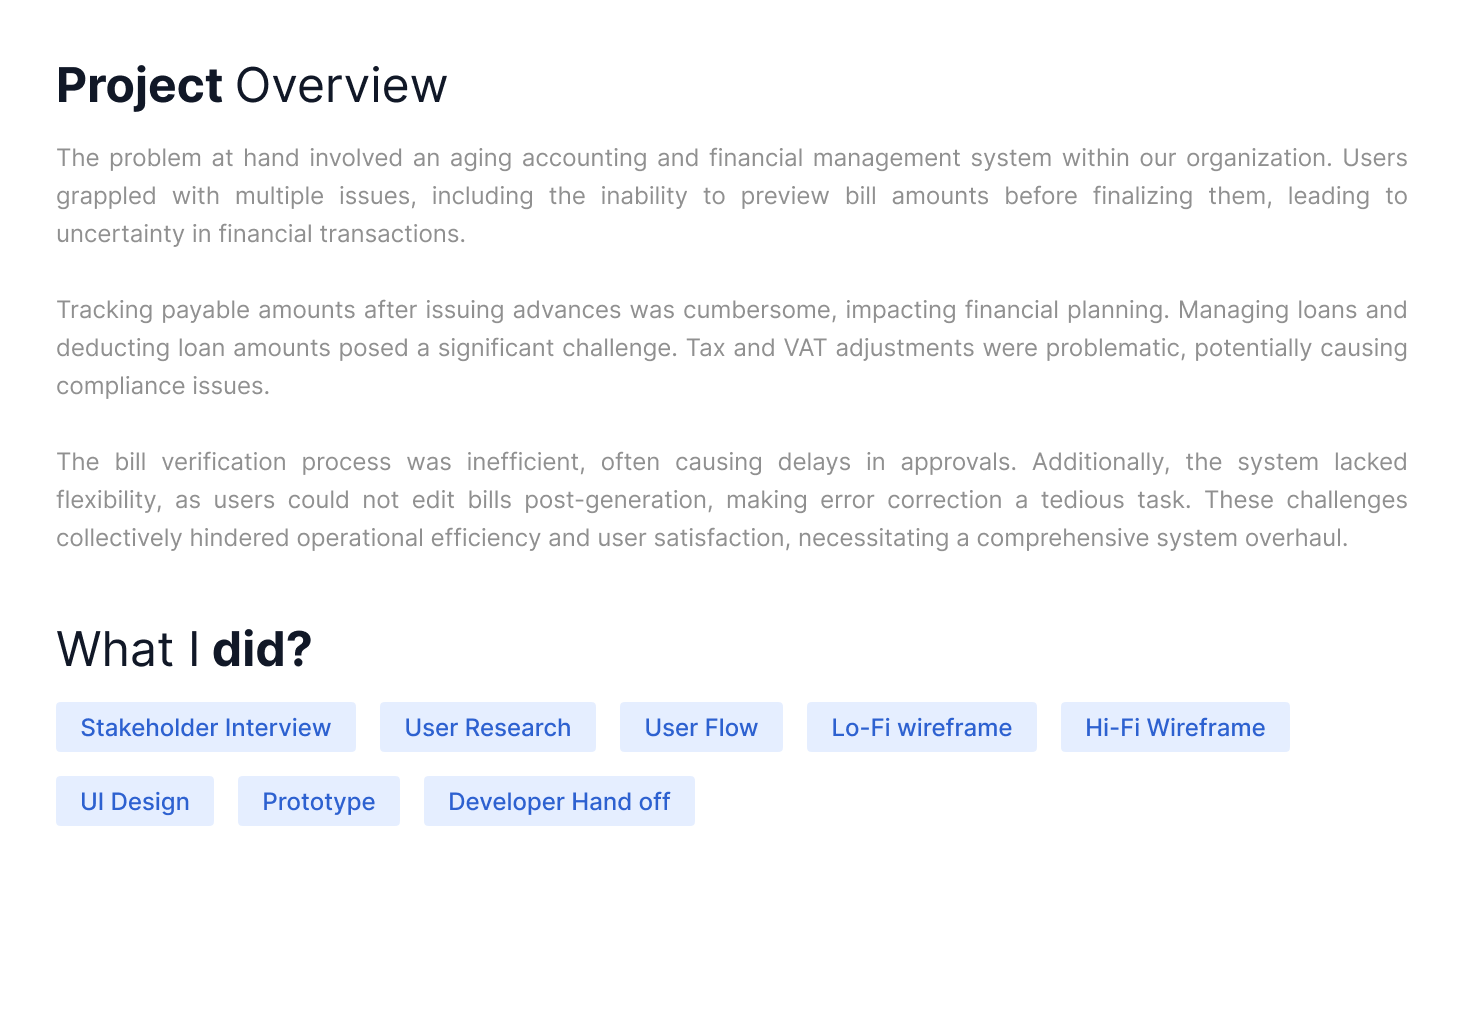 Project Overview
The problem at hand involved an aging accounting and financial management system within our organization. Users
grappled with multiple issues, including the inability to preview bill amounts before finalizing them, leading to
uncertainty in financial transactions.
Tracking payable amounts after issuing advances was cumbersome, impacting financial planning. Managing loans and
deducting loan amounts posed a significant challenge. Tax and VAT adjustments were problematic, potentially causing
compliance issues.
The bill verification process was inefficient, often causing delays in approvals. Additionally, the system lacked
flexibility, as users could not edit bills post-generation, making error correction a tedious task. These challenges
collectively hindered operational efficiency and user satisfaction, necessitating a comprehensive system overhaul.
What I did?
Stakeholder Interview User Research User Flow Lo-Fi wireframe Hi-Fi Wireframe
UI Design Prototype Developer Hand off